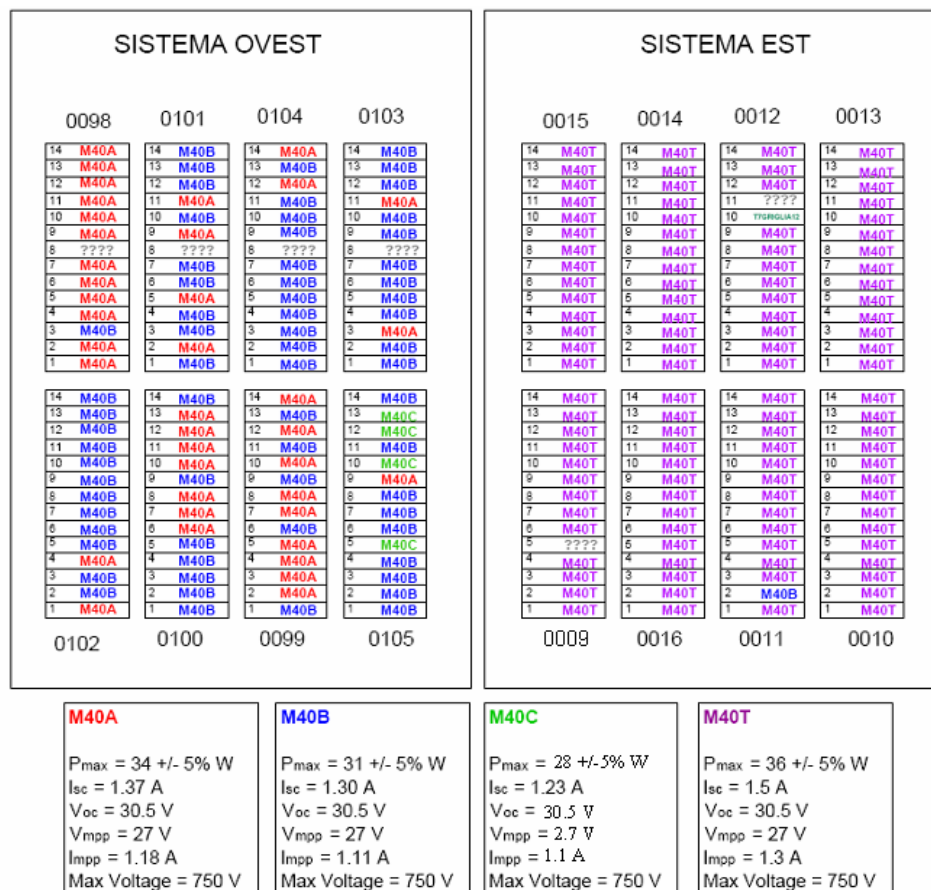 SISTEMA OVEST SISTEMA EST
0098 0101 0104 0103 0015 0014 0012 0013
14 M40A 14 M40B 14 M40A 14 M40B 14 M40T 14 M40T 14 M40T 14 M40T
13 M40A 13 M40B 13 M40B 13 M40B 13 M40T 13 M40T 13 M40T 13 M40T
12 M40A 12 M40B 12 M40A 12 M40B 12 M40T 12 M40T 12 M40T 12 M40T
11 M40A 11 M40A 11 M40B 11 M40A 11 M40T 11 M40T 11 ???? 11 M40T
10 M40A 10 M40B 10 M40B 10 M40B 10 M40T 10 M40T 10 T7GRIGLIA12 10 M40T
9 M40A 9 M40A 9 M40B 9 M40B 9 M40T 9 M40T 9 M40T 9 M40T
8 ???? 8 ???? 8 ???? 8 ???? 8 M40T 8 M40T 8 M40T 8 M40T
7 M40A 7 M40B 7 M40B 7 M40B 7 M40T 7 M40T 7 M40T 7 M40T
6 M40A 6 M40B 6 M40B 6 M40B 6 M40T 6 M40T 6 M40T 6 M40T
5 M40A 5 M40A 5 M40B 5 M40B 5 M40T 5 M40T 5 M40T 5 M40T
4 M40A 4 M40B 4 M40B 4 M40B 4 M40T 4 M40T 4 M40T 4 M40T
3 M40B 3 M40B 3 M40B 3 M40A 3 M40T 3 M40T 3 M40T 3 M40T
2 M40A 2 M40A 2 M40B 2 M40B 2 M40T 2 M40T 2 M40T 2 M40T
1 M40A 1 M40B 1 M40B 1 M40B 1 M40T 1 M40T 1 M40T 1 M40T
14 M40B 14 M40B 14 M40A 14 M40B 14 M40T 14 M40T 14 M40T 14 M40T
13 M40B 13 M40A 13 M40B 13 M40C 13 M40T 13 M40T 13 M40T 13 M40T
12 M40B 12 M40A 12 M40A 12 M40C 12 M40T 12 M40T 12 M40T 12 M40T
11 M40B 11 M40A 11 M40B 11 M40B 11 M40T 11 M40T 11 M40T 11 M40T
10 M40B 10 M40A 10 M40A 10 M40C 10 M40T 10 M40T 10 M40T 10 M40T
9 M40B 9 M40B 9 M40A 9 M40A 9 M40T 9 M40T 9 M40T 9 M40T
8 M40B 8 M40A 8 M40A 8 M40B 8 M40T 8 M40T 8 M40T 8 M40T
7 M40B 7 M40A 7 M40A 7 M40B 7 M40T 7 M40T 7 M40T 7 M40T
6 M40B 6 M40A 6 M40B 6 M40B 6 M40T 6 M40T 6 M40T 6 M40T
5 M40B 5 M40B 5 M40A 5 M40C 5 ???? 5 M40T 5 M40T 5 M40T
4 M40A 4 M40B 4 M40A 4 M40B 4 M40T 4 M40T 4 M40T 4 M40T
3 M40B 3 M40B 3 M40A 3 M40B 3 M40T 3 M40T 3 M40T 3 M40T
2 M40B 2 M40B 2 M40A 2 M40B 2 M40T 2 M40T 2 M40B 2 M40T
1 M40A 1 M40B 1 M40B 1 M40B 1 M40T 1 M40T 1 M40T 1 M40T
0102 0100 0099 0105 0009 0016 0011 0010
M40A
Pmax = 34 +/- 5% W
Isc = 1.37 A
Voc = 30.5 V
Vmpp = 27 V
Impp = 1.18 A
Max Voltage = 750 V
M40B
Pmax = 31 +/- 5% W
Isc = 1.30 A
Voc = 30.5 V
Vmpp = 27 V
Impp = 1.11 A
Max Voltage = 750 V
M40C
Pmax = 28 +/-5% W
Isc = 1.23 A
Voc = 30.5 V
Vmpp = 2.7 V
Impp = 1.1 A
Max Voltage = 750 V
M40T
Pmax = 36 +/- 5% W
Isc = 1.5 A
Voc = 30.5 V
Vmpp = 27 V
Impp = 1.3 A
Max Voltage = 750 V